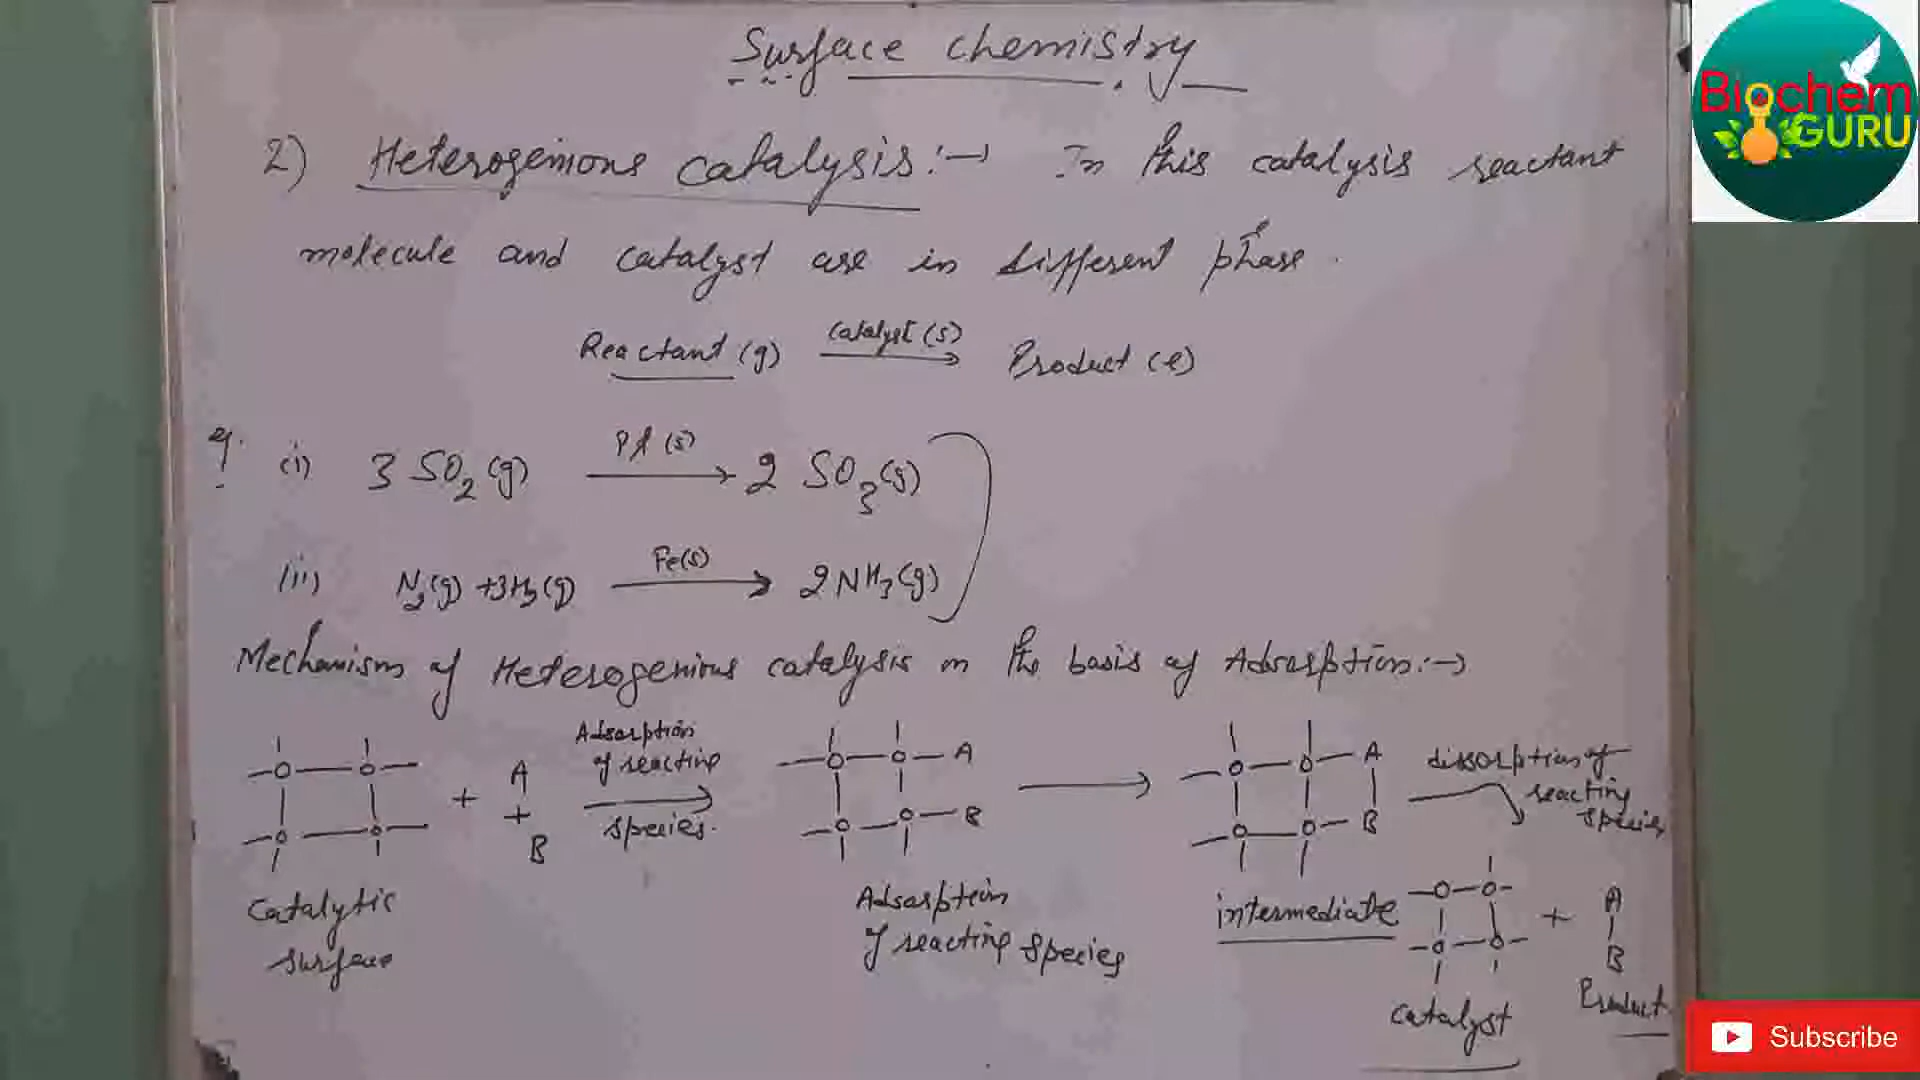 Surface chemistry
2) Heterogenious catalysis:→ In this catalysis reactant
molecule and catalyst are in different phase.
Reactant (g) catalyst (s) → Product (l)
eg. (i) 3 SO2 (g) Pt (s) → 2 SO3 (g)
(ii) N2(g) +3H2(g) Fe(s) → 2NH3(g)
Mechanism of Heterogenious catalysis on the basis of Adsorption:→
+ A + B
Adsorption
of reacting
species.
A
B
A
B
dissorption of
reacting
species
Catalytic
surface
Adsorption
of reacting species
intermediate
+ A B
catalyst
Product
Biochem
GURU
Subscribe